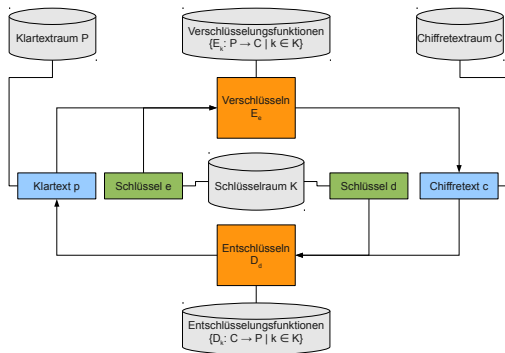 Klartextraum P
Verschlüsselungsfunktionen
{Eₖ: P → C | k ∈ K}
Chiffretextraum C
Verschlüsseln
Eₑ
Klartext p
Schlüssel e
Schlüsselraum K
Schlüssel d
Chiffretext c
Entschlüsseln
D_d
Entschlüsselungsfunktionen
{Dₖ: C → P | k ∈ K}